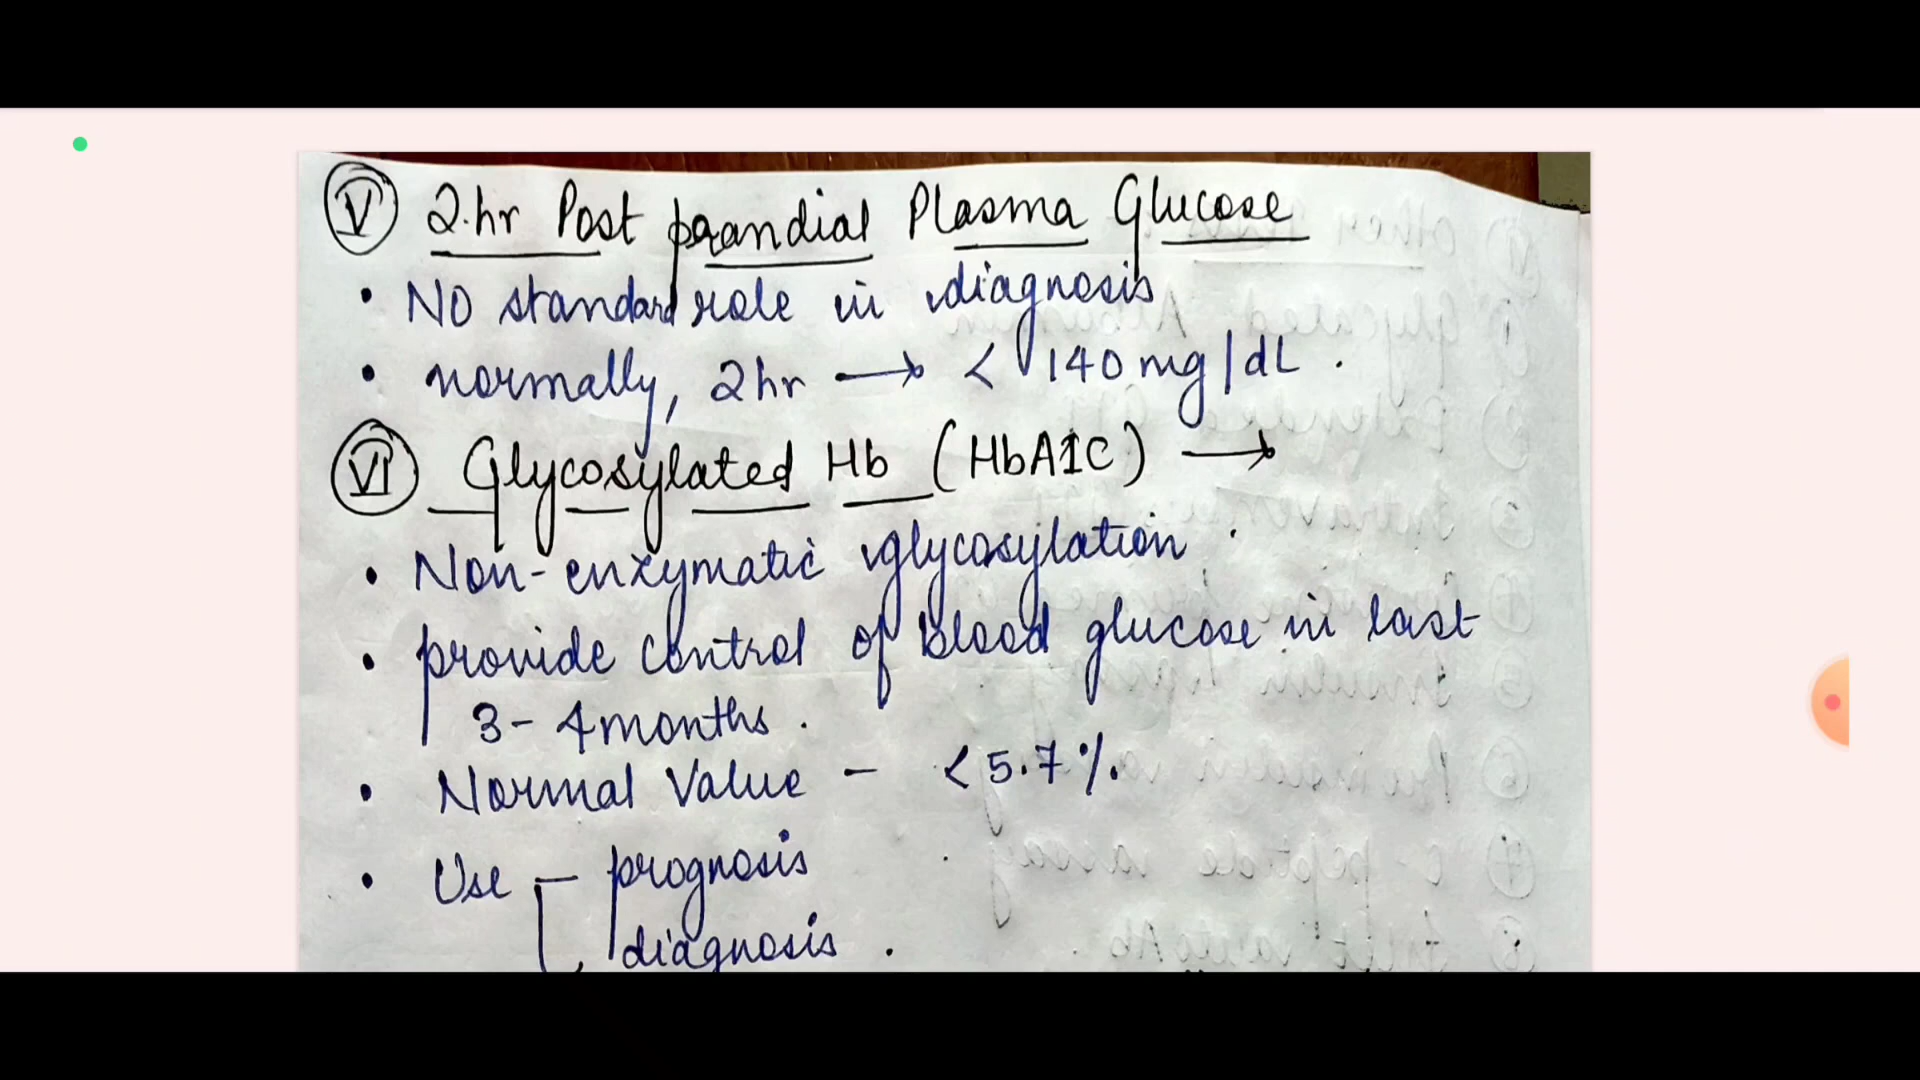 V 2.hr Post prandial Plasma Glucose
• NO standard role in diagnosis
• normally, 2hr → < 140 mg/dL.
VI Glycosylated Hb (HbA1C) →
• Non-enzymatic glycosylation.
• provide control of blood glucose in last
3-4 months.
• Normal Value - < 5.7%.
• Use - prognosis
diagnosis.